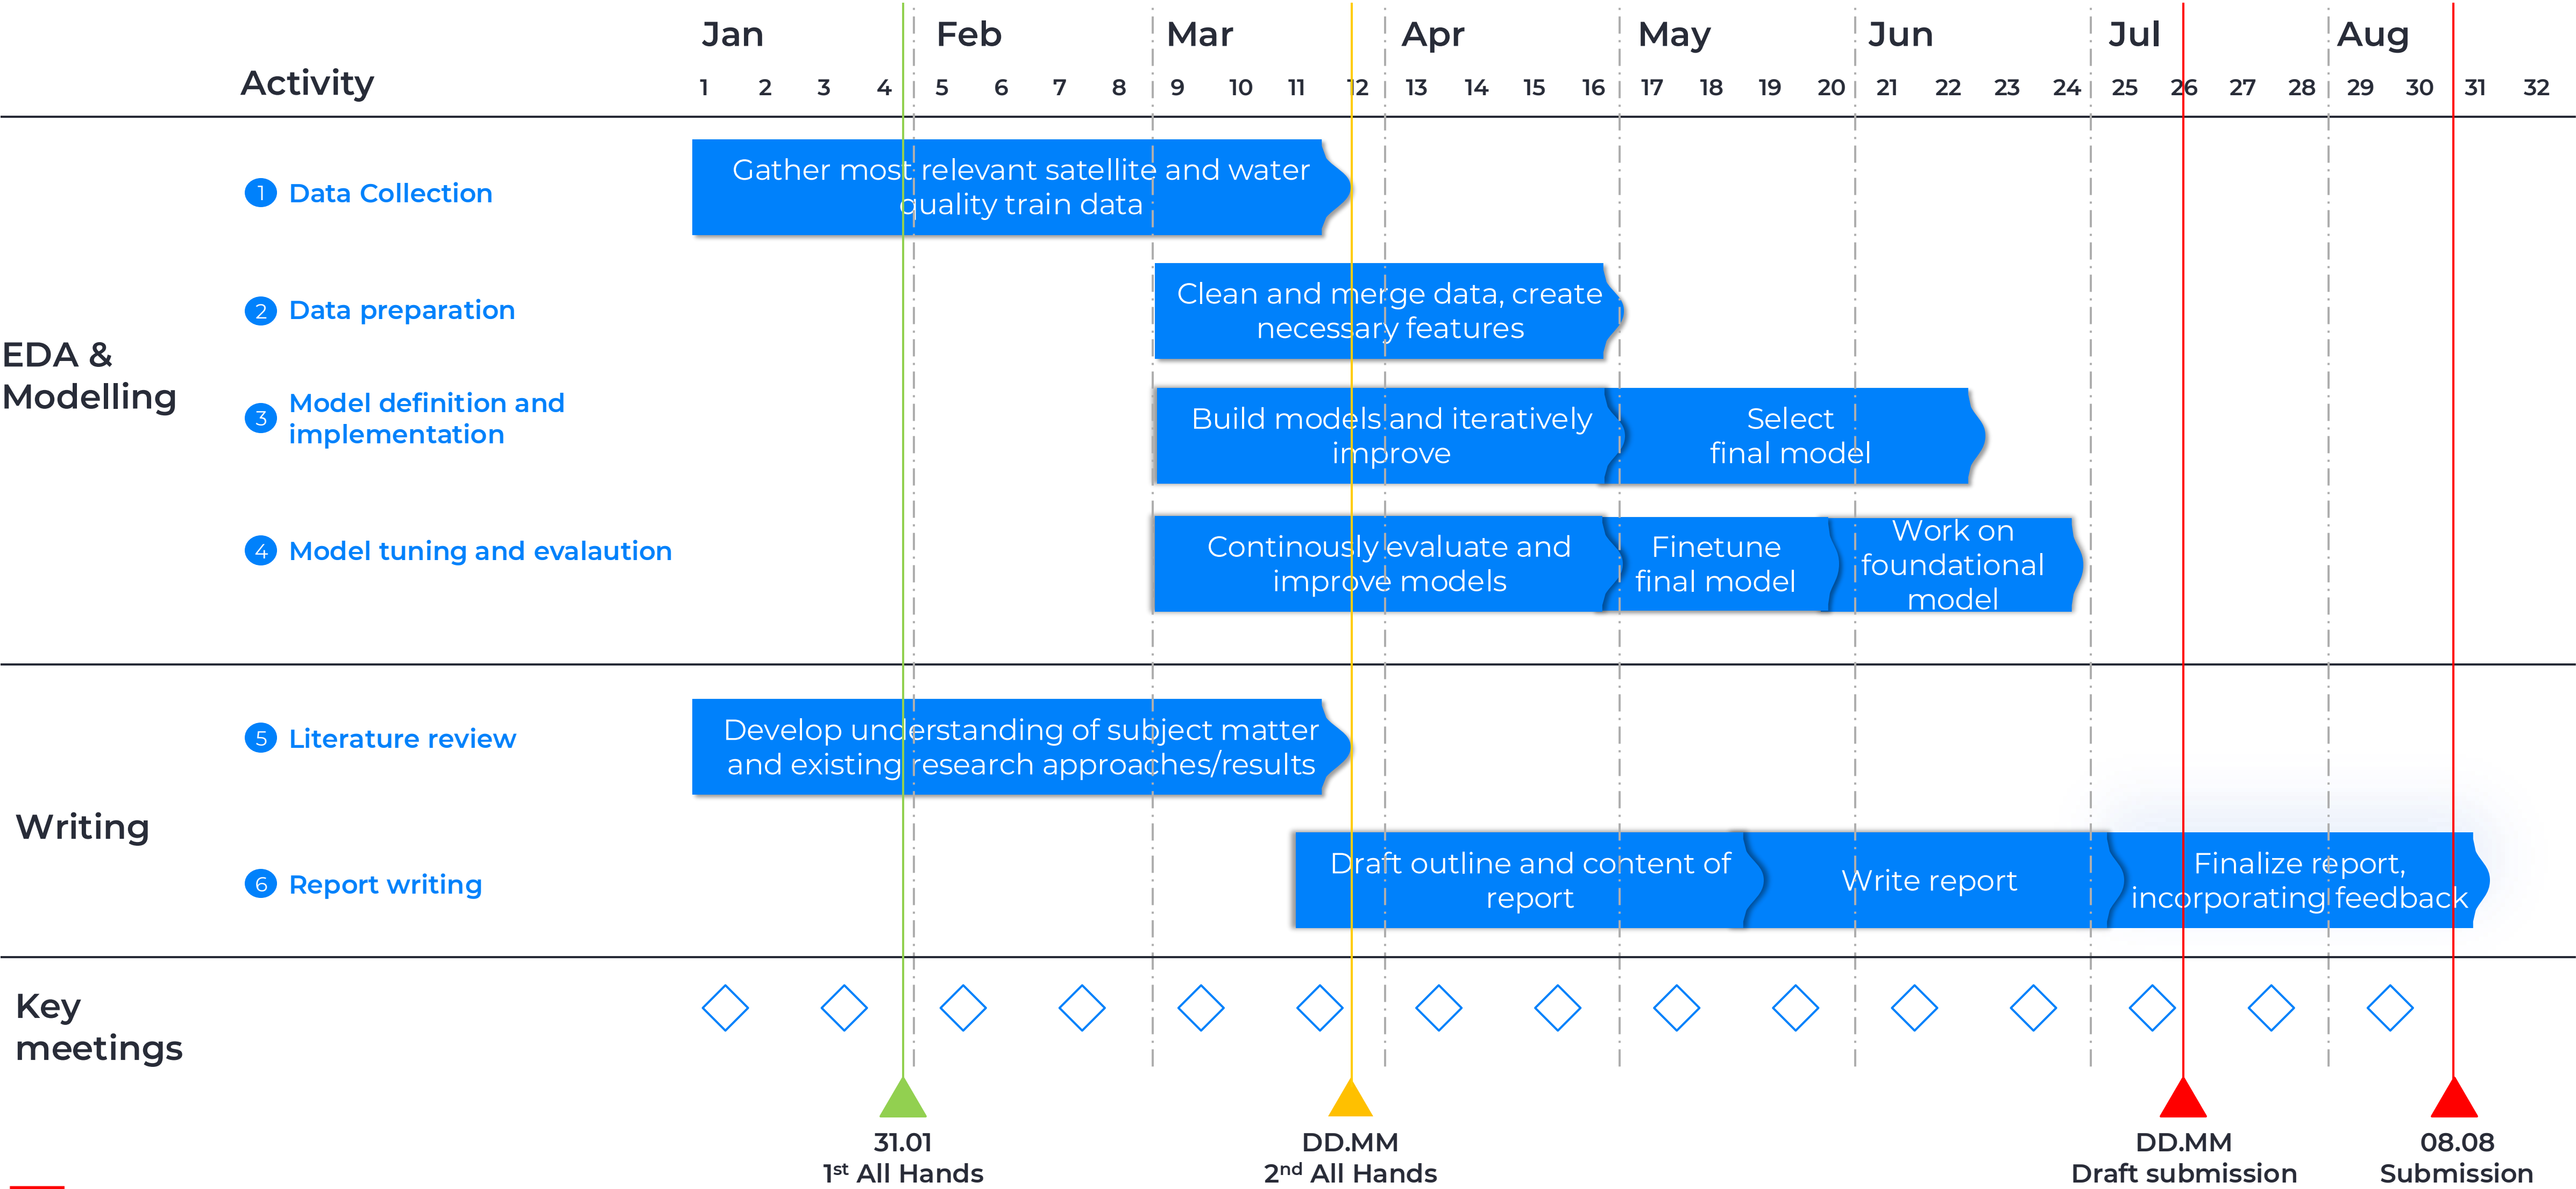 Jan Feb Mar Apr May Jun Jul Aug
Activity
1 2 3 4 5 6 7 8 9 10 11 12 13 14 15 16 17 18 19 20 21 22 23 24 25 26 27 28 29 30 31 32
EDA &
Modelling
1 Data Collection
Gather most relevant satellite and water
quality train data
2 Data preparation
Clean and merge data, create
necessary features
3 Model definition and
implementation
Build models and iteratively
improve
Select
final model
4 Model tuning and evalaution
Continously evaluate and
improve models
Finetune
final model
Work on
foundational
model
Writing
5 Literature review
Develop understanding of subject matter
and existing research approaches/results
6 Report writing
Draft outline and content of
report
Write report
Finalize report,
incorporating feedback
Key
meetings
31.01
1st All Hands
DD.MM
2nd All Hands
DD.MM
Draft submission
08.08
Submission